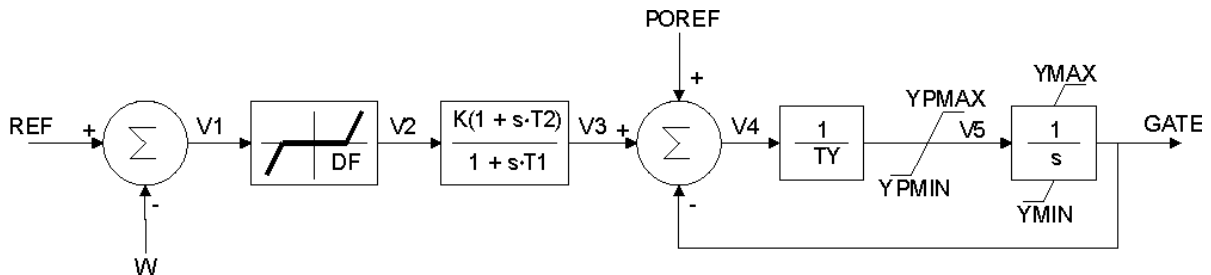 POREF
+
YMAX
YPMAX
REF
+
Σ
V1
DF
V2
K(1 + s·T2)
1 + s·T1
V3
+
Σ
V4
1
TY
V5
1
s
GATE
YPMIN
YMIN
-
-
W